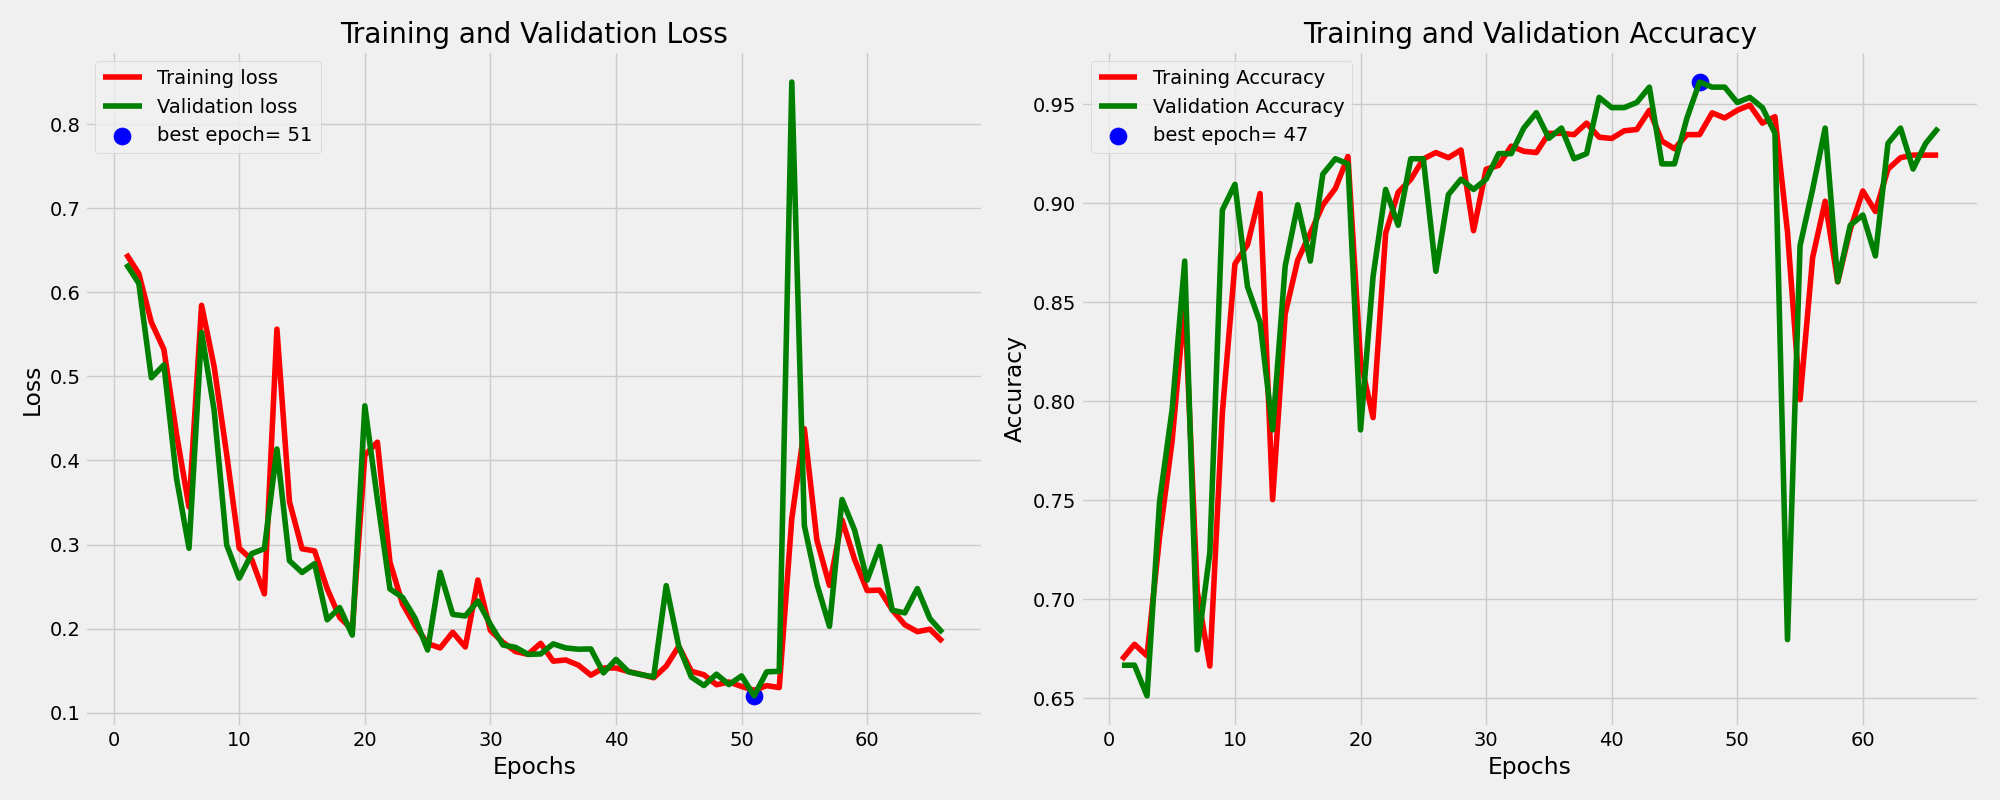 Training and Validation Loss
Training loss
Validation loss
best epoch= 51
0.8
0.7
0.6
0.5
0.4
0.3
0.2
0.1
Loss
0 10 20 30 40 50 60
Epochs
Training and Validation Accuracy
Training Accuracy
Validation Accuracy
best epoch= 47
0.95
0.90
0.85
0.80
0.75
0.70
0.65
Accuracy
0 10 20 30 40 50 60
Epochs